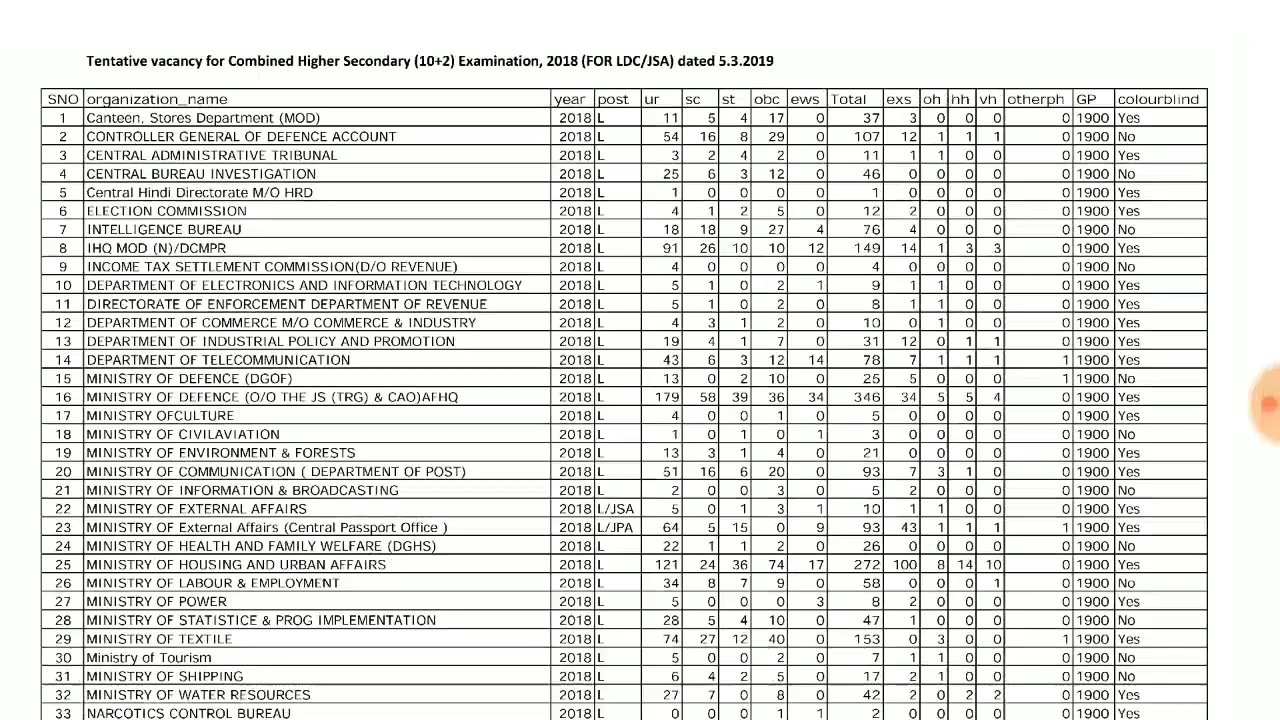 Tentative vacancy for Combined Higher Secondary (10+2) Examination, 2018 (FOR LDC/JSA) dated 5.3.2019
SNO organization_name year post ur sc st obc ews Total exs oh hh vh otherph GP colourblind
1 Canteen, Stores Department (MOD) 2018 L 11 5 4 17 0 37 3 0 0 0 0 1900 Yes
2 CONTROLLER GENERAL OF DEFENCE ACCOUNT 2018 L 54 16 8 29 0 107 12 1 1 1 0 1900 No
3 CENTRAL ADMINISTRATIVE TRIBUNAL 2018 L 3 2 4 2 0 11 1 1 0 0 0 1900 Yes
4 CENTRAL BUREAU INVESTIGATION 2018 L 25 6 3 12 0 46 0 0 0 0 0 1900 No
5 Central Hindi Directorate M/O HRD 2018 L 1 0 0 0 0 1 0 0 0 0 0 1900 Yes
6 ELECTION COMMISSION 2018 L 4 1 2 5 0 12 2 0 0 0 0 1900 Yes
7 INTELLIGENCE BUREAU 2018 L 18 18 9 27 4 76 4 0 0 0 0 1900 No
8 IHQ MOD (N)/DCMPR 2018 L 91 26 10 10 12 149 14 1 3 3 0 1900 Yes
9 INCOME TAX SETTLEMENT COMMISSION(D/O REVENUE) 2018 L 4 0 0 0 0 4 0 0 0 0 0 1900 No
10 DEPARTMENT OF ELECTRONICS AND INFORMATION TECHNOLOGY 2018 L 5 1 0 2 1 9 1 1 0 0 0 1900 Yes
11 DIRECTORATE OF ENFORCEMENT DEPARTMENT OF REVENUE 2018 L 5 1 0 2 0 8 1 1 0 0 0 1900 Yes
12 DEPARTMENT OF COMMERCE M/O COMMERCE & INDUSTRY 2018 L 4 3 1 2 0 10 0 1 0 0 0 1900 Yes
13 DEPARTMENT OF INDUSTRIAL POLICY AND PROMOTION 2018 L 19 4 1 7 0 31 12 0 1 1 0 1900 Yes
14 DEPARTMENT OF TELECOMMUNICATION 2018 L 43 6 3 12 14 78 7 1 1 1 1 1900 Yes
15 MINISTRY OF DEFENCE (DGOF) 2018 L 13 0 2 10 0 25 5 0 0 0 1 1900 No
16 MINISTRY OF DEFENCE (O/O THE JS (TRG) & CAO)AFHQ 2018 L 179 58 39 36 34 346 34 5 5 4 0 1900 Yes
17 MINISTRY OFCULTURE 2018 L 4 0 0 1 0 5 0 0 0 0 0 1900 Yes
18 MINISTRY OF CIVILAVIATION 2018 L 1 0 1 0 1 3 0 0 0 0 0 1900 No
19 MINISTRY OF ENVIRONMENT & FORESTS 2018 L 13 3 1 4 0 21 0 0 0 0 0 1900 Yes
20 MINISTRY OF COMMUNICATION ( DEPARTMENT OF POST) 2018 L 51 16 6 20 0 93 7 3 1 0 0 1900 Yes
21 MINISTRY OF INFORMATION & BROADCASTING 2018 L 2 0 0 3 0 5 2 0 0 0 0 1900 No
22 MINISTRY OF EXTERNAL AFFAIRS 2018 L/JSA 5 0 1 3 1 10 1 1 0 0 0 1900 Yes
23 MINISTRY OF External Affairs (Central Passport Office ) 2018 L/JPA 64 5 15 0 9 93 43 1 1 1 1 1900 Yes
24 MINISTRY OF HEALTH AND FAMILY WELFARE (DGHS) 2018 L 22 1 1 2 0 26 0 0 0 0 0 1900 No
25 MINISTRY OF HOUSING AND URBAN AFFAIRS 2018 L 121 24 36 74 17 272 100 8 14 10 0 1900 Yes
26 MINISTRY OF LABOUR & EMPLOYMENT 2018 L 34 8 7 9 0 58 0 0 0 1 0 1900 No
27 MINISTRY OF POWER 2018 L 5 0 0 0 3 8 2 0 0 0 0 1900 Yes
28 MINISTRY OF STATISTICE & PROG IMPLEMENTATION 2018 L 28 5 4 10 0 47 1 0 0 0 0 1900 No
29 MINISTRY OF TEXTILE 2018 L 74 27 12 40 0 153 0 3 0 0 1 1900 Yes
30 Ministry of Tourism 2018 L 5 0 0 2 0 7 1 1 0 0 0 1900 No
31 MINISTRY OF SHIPPING 2018 L 6 4 2 5 0 17 2 1 0 0 0 1900 No
32 MINISTRY OF WATER RESOURCES 2018 L 27 7 0 8 0 42 2 0 2 2 0 1900 Yes
33 NARCOTICS CONTROL BUREAU 2018 L 0 0 0 1 1 2 0 0 0 0 0 1900 Yes